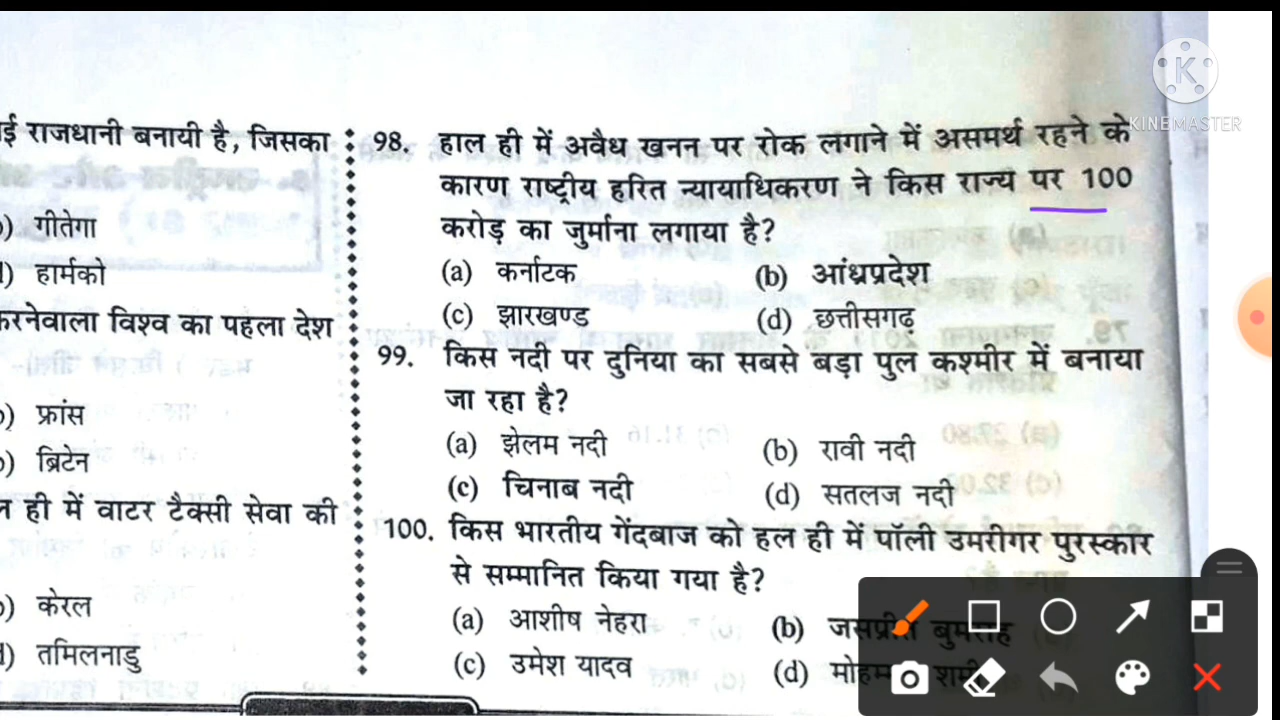 ई राजधानी बनायी है, जिसका
) गीतेगा
) हार्मको
करनेवाला विश्व का पहला देश
) फ्रांस
) ब्रिटेन
ही में वाटर टैक्सी सेवा की
) केरल
) तमिलनाडु
98. हाल ही में अवैध खनन पर रोक लगाने में असमर्थ रहने के
कारण राष्ट्रीय हरित न्यायाधिकरण ने किस राज्य पर 100
करोड़ का जुर्माना लगाया है?
(a) कर्नाटक (b) आंध्रप्रदेश
(c) झारखण्ड (d) छत्तीसगढ़
99. किस नदी पर दुनिया का सबसे बड़ा पुल कश्मीर में बनाया
जा रहा है?
(a) झेलम नदी (b) रावी नदी
(c) चिनाब नदी (d) सतलज नदी
100. किस भारतीय गेंदबाज को हल ही में पॉली उमरीगर पुरस्कार
से सम्मानित किया गया है?
(a) आशीष नेहरा (b) जसप्रीत बुमराह
(c) उमेश यादव (d) मोहम्मद शमी
K
KINEMASTER